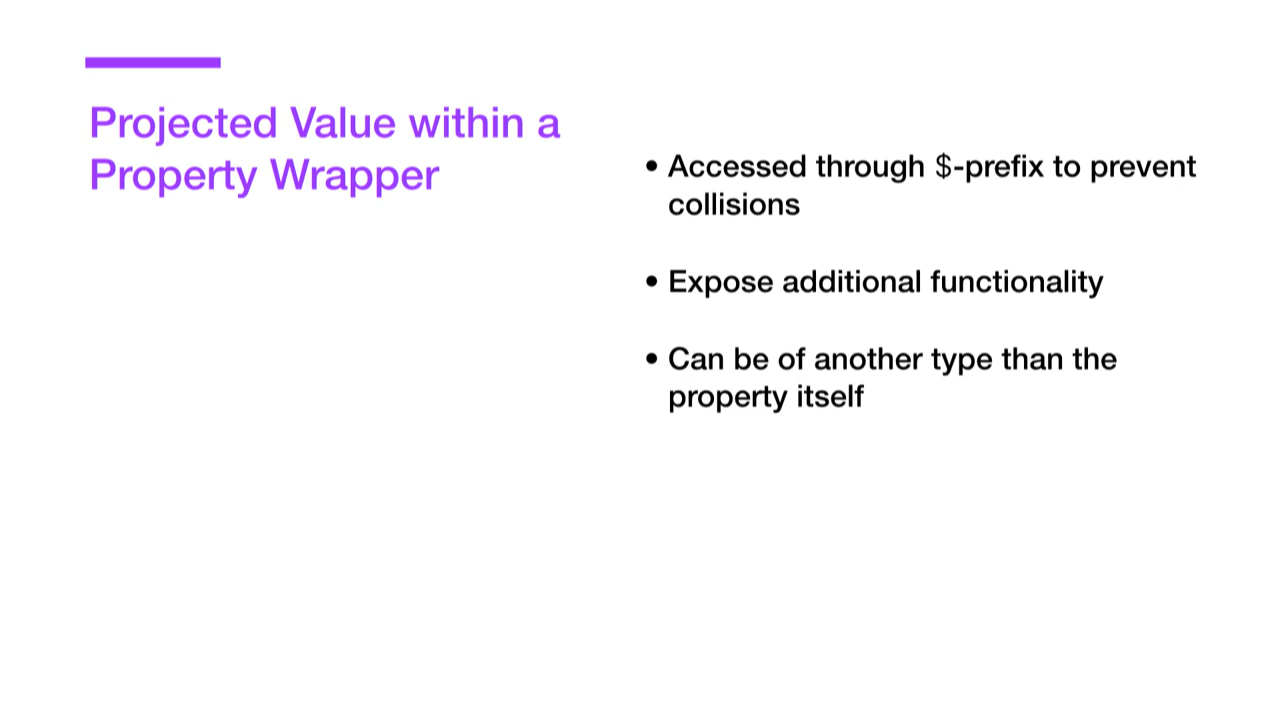 Projected Value within a
Property Wrapper
• Accessed through $-prefix to prevent
collisions
• Expose additional functionality
• Can be of another type than the
property itself